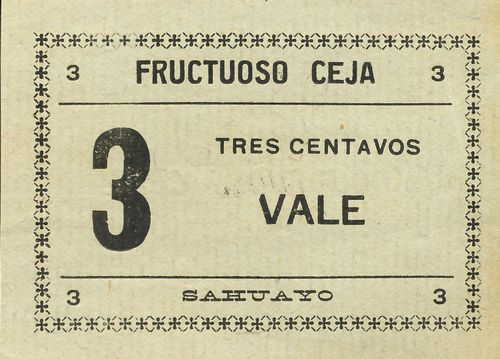 3 FRUCTUOSO CEJA 3
3 TRES CENTAVOS
VALE
3 SAHUAYO 3